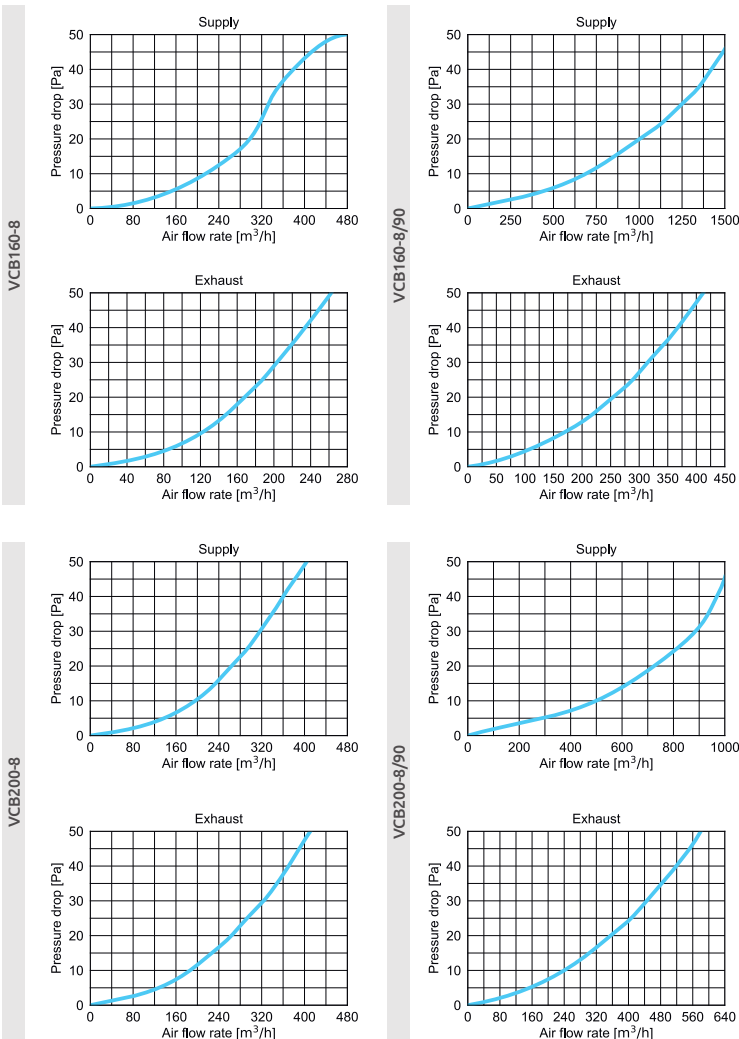 VCB160-8
Supply
Pressure drop [Pa]
50
40
30
20
10
0
0 80 160 240 320 400 480
Air flow rate [m³/h]
Exhaust
Pressure drop [Pa]
50
40
30
20
10
0
0 40 80 120 160 200 240 280
Air flow rate [m³/h]
VCB160-8/90
Supply
Pressure drop [Pa]
50
40
30
20
10
0
0 250 500 750 1000 1250 1500
Air flow rate [m³/h]
Exhaust
Pressure drop [Pa]
50
40
30
20
10
0
0 50 100 150 200 250 300 350 400 450
Air flow rate [m³/h]
VCB200-8
Supply
Pressure drop [Pa]
50
40
30
20
10
0
0 80 160 240 320 400 480
Air flow rate [m³/h]
Exhaust
Pressure drop [Pa]
50
40
30
20
10
0
0 80 160 240 320 400 480
Air flow rate [m³/h]
VCB200-8/90
Supply
Pressure drop [Pa]
50
40
30
20
10
0
0 200 400 600 800 1000
Air flow rate [m³/h]
Exhaust
Pressure drop [Pa]
50
40
30
20
10
0
0 80 160 240 320 400 480 560 640
Air flow rate [m³/h]